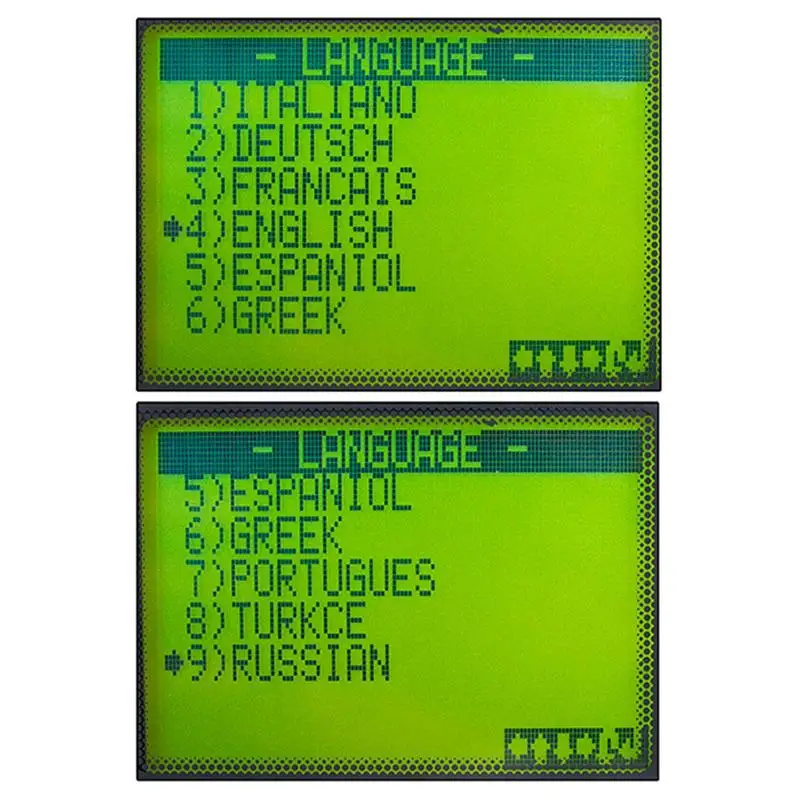 - LANGUAGE -
1)ITALIANO
2)DEUTSCH
3)FRANCAIS
4)ENGLISH
5)ESPANIOL
6)GREEK
- LANGUAGE -
5)ESPANIOL
6)GREEK
7)PORTUGUES
8)TURKCE
9)RUSSIAN